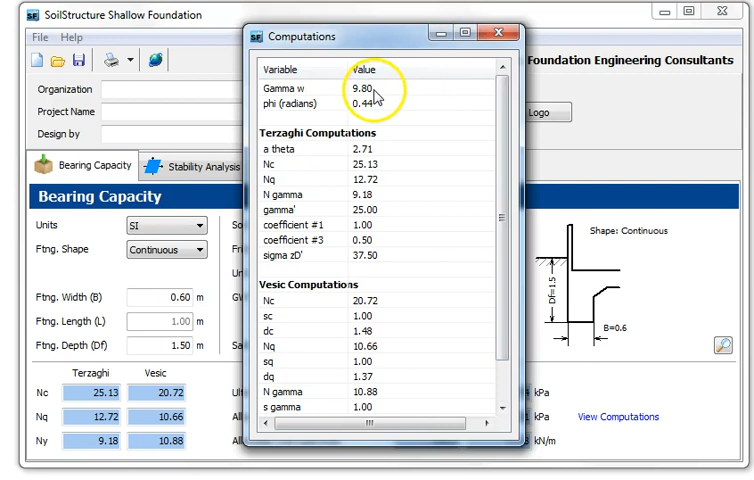 SoilStructure Shallow Foundation
File Help
Foundation Engineering Consultants
Organization
Project Name
Design by
Logo
Bearing Capacity
Stability Analysis
Bearing Capacity
Units SI
Ftng. Shape Continuous
Ftng. Width (B) 0.60 m
Ftng. Length (L) 1.00 m
Ftng. Depth (Df) 1.50 m
Terzaghi Vesic
Nc 25.13 20.72
Nq 12.72 10.66
Ny 9.18 10.88
Computations
Variable Value
Gamma w 9.80
phi (radians) 0.44
Terzaghi Computations
a theta 2.71
Nc 25.13
Nq 12.72
N gamma 9.18
gamma' 25.00
coefficient #1 1.00
coefficient #3 0.50
sigma zD' 37.50
Vesic Computations
Nc 20.72
sc 1.00
dc 1.48
Nq 10.66
sq 1.00
dq 1.37
N gamma 10.88
s gamma 1.00
Shape: Continuous
Df=1.5
B=0.6
kPa
kPa
kN/m
View Computations